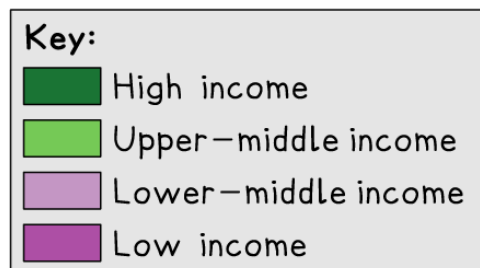 Key:
High income
Upper-middle income
Lower-middle income
Low income